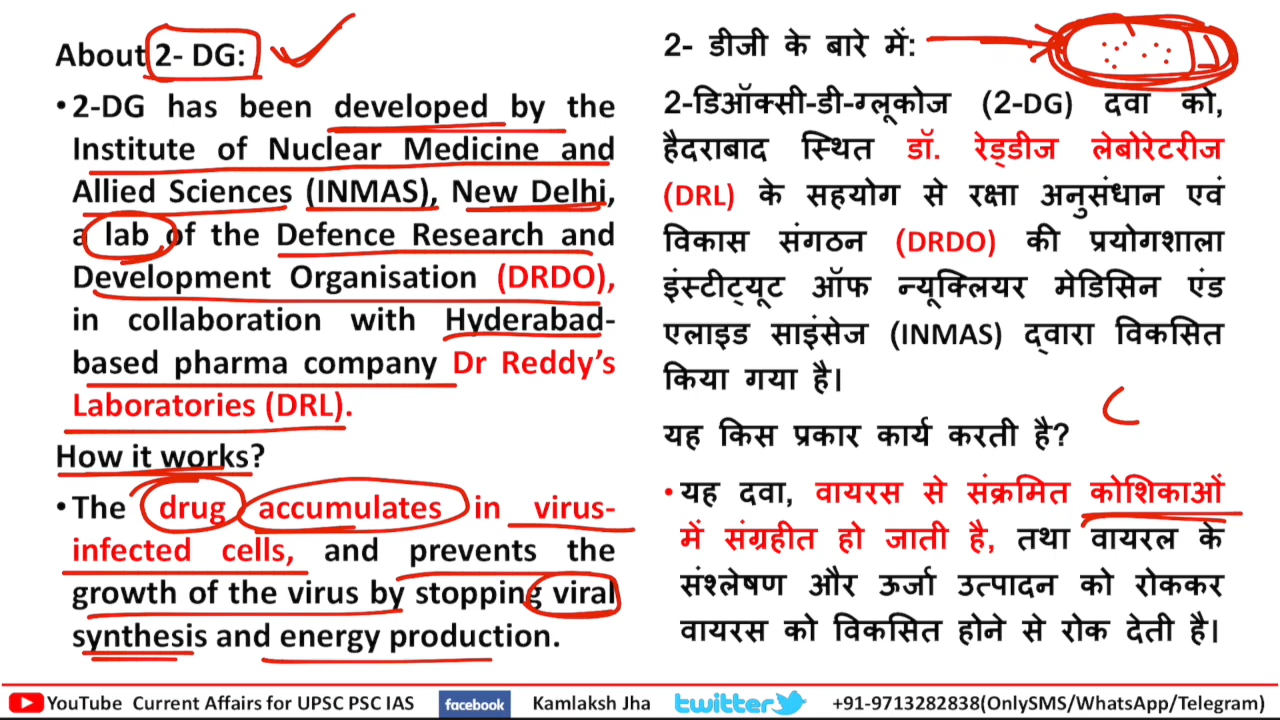 About 2- DG:
• 2-DG has been developed by the
Institute of Nuclear Medicine and
Allied Sciences (INMAS), New Delhi,
a lab of the Defence Research and
Development Organisation (DRDO),
in collaboration with Hyderabad-
based pharma company Dr Reddy’s
Laboratories (DRL).
How it works?
• The drug accumulates in virus-
infected cells, and prevents the
growth of the virus by stopping viral
synthesis and energy production.
2- डीजी के बारे में:
2-डिऑक्सी-डी-ग्लूकोज (2-DG) दवा को,
हैदराबाद स्थित डॉ. रेड्डीज लेबोरेटरीज
(DRL) के सहयोग से रक्षा अनुसंधान एवं
विकास संगठन (DRDO) की प्रयोगशाला
इंस्टीट्यूट ऑफ न्यूक्लियर मेडिसिन एंड
एलाइड साइंसेज (INMAS) द्वारा विकसित
किया गया है।
यह किस प्रकार कार्य करती है?
• यह दवा, वायरस से संक्रमित कोशिकाओं
में संग्रहीत हो जाती है, तथा वायरल के
संश्लेषण और ऊर्जा उत्पादन को रोककर
वायरस को विकसित होने से रोक देती है।
YouTube Current Affairs for UPSC PSC IAS facebook Kamlaksh Jha twitter +91-9713282838(OnlySMS/WhatsApp/Telegram)